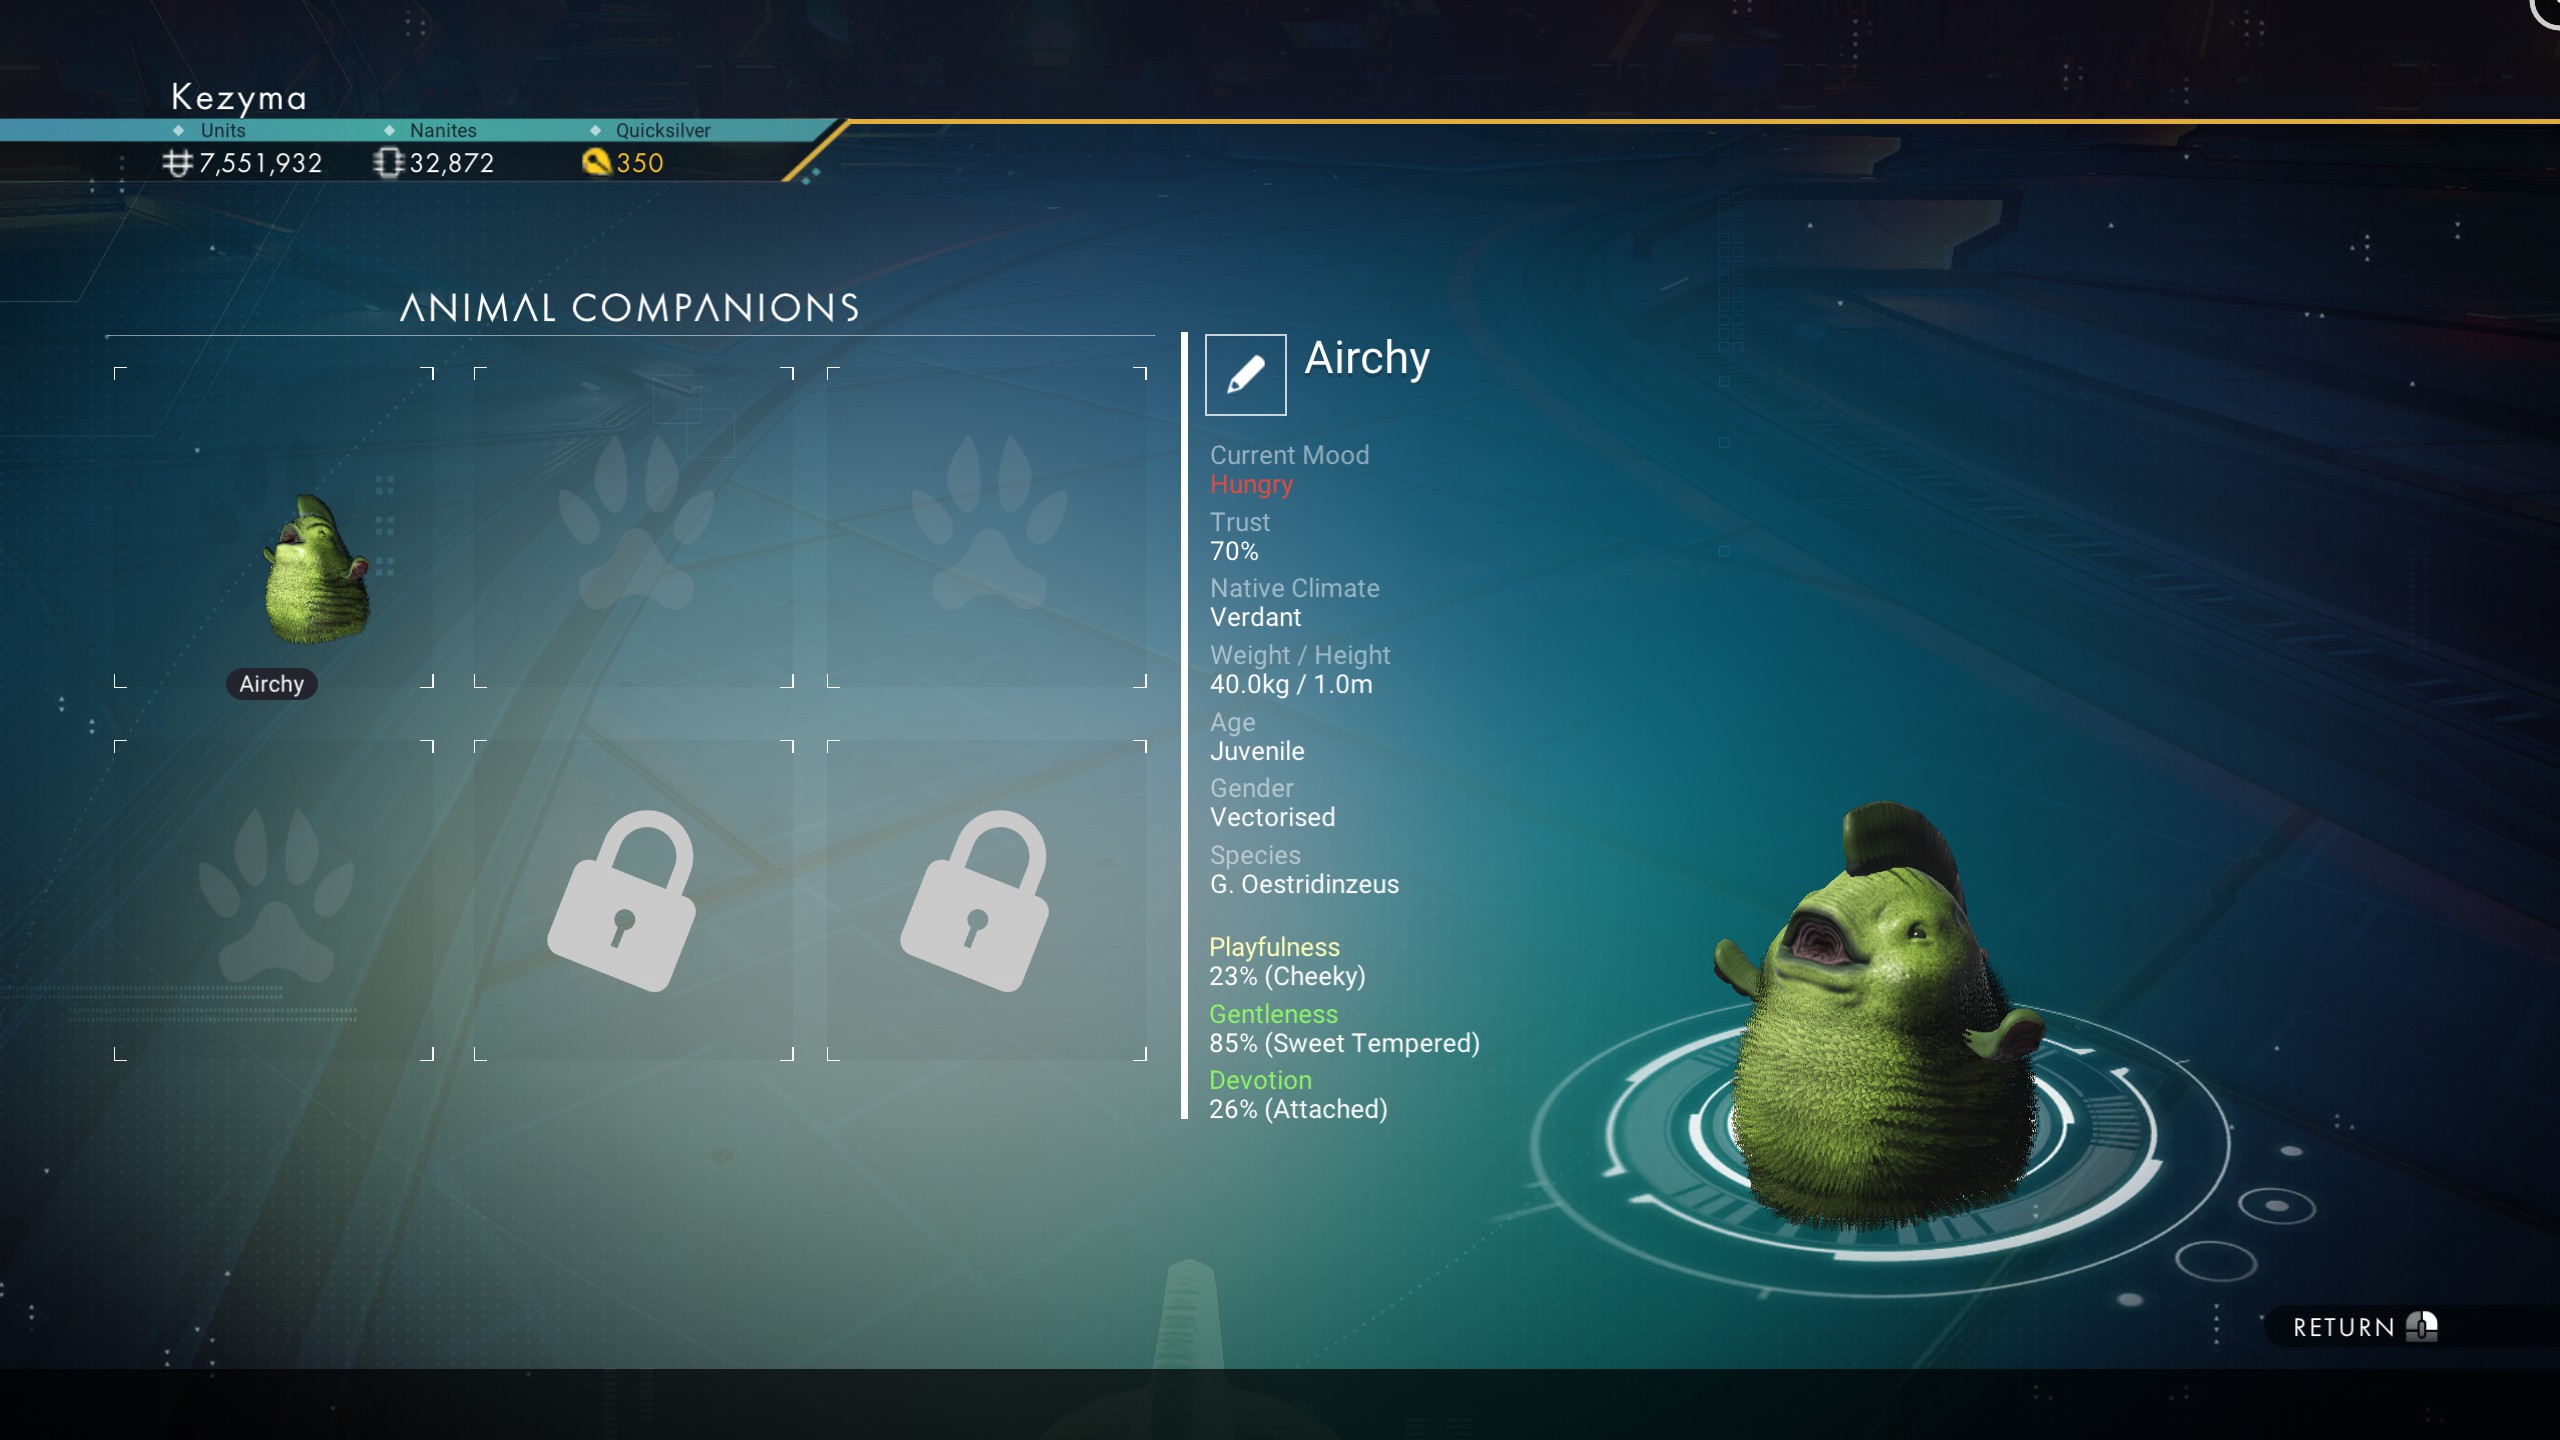 Kezyma
Units Nanites Quicksilver
7,551,932 32,872 350
ANIMAL COMPANIONS
Airchy
Airchy
Current Mood
Hungry
Trust
70%
Native Climate
Verdant
Weight / Height
40.0kg / 1.0m
Age
Juvenile
Gender
Vectorised
Species
G. Oestridinzeus
Playfulness
23% (Cheeky)
Gentleness
85% (Sweet Tempered)
Devotion
26% (Attached)
RETURN